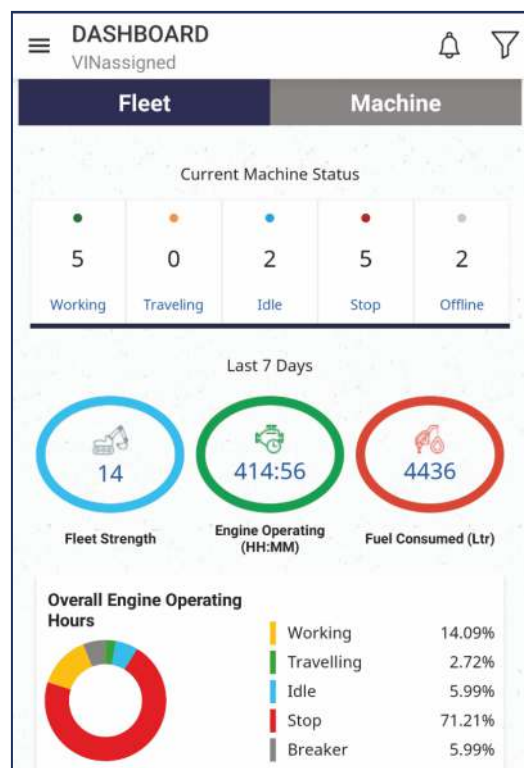 DASHBOARD
VINassigned
Fleet Machine
Current Machine Status
5 0 2 5 2
Working Traveling Idle Stop Offline
Last 7 Days
14 414:56 4436
Fleet Strength Engine Operating (HH:MM) Fuel Consumed (Ltr)
Overall Engine Operating
Hours
Working 14.09%
Travelling 2.72%
Idle 5.99%
Stop 71.21%
Breaker 5.99%